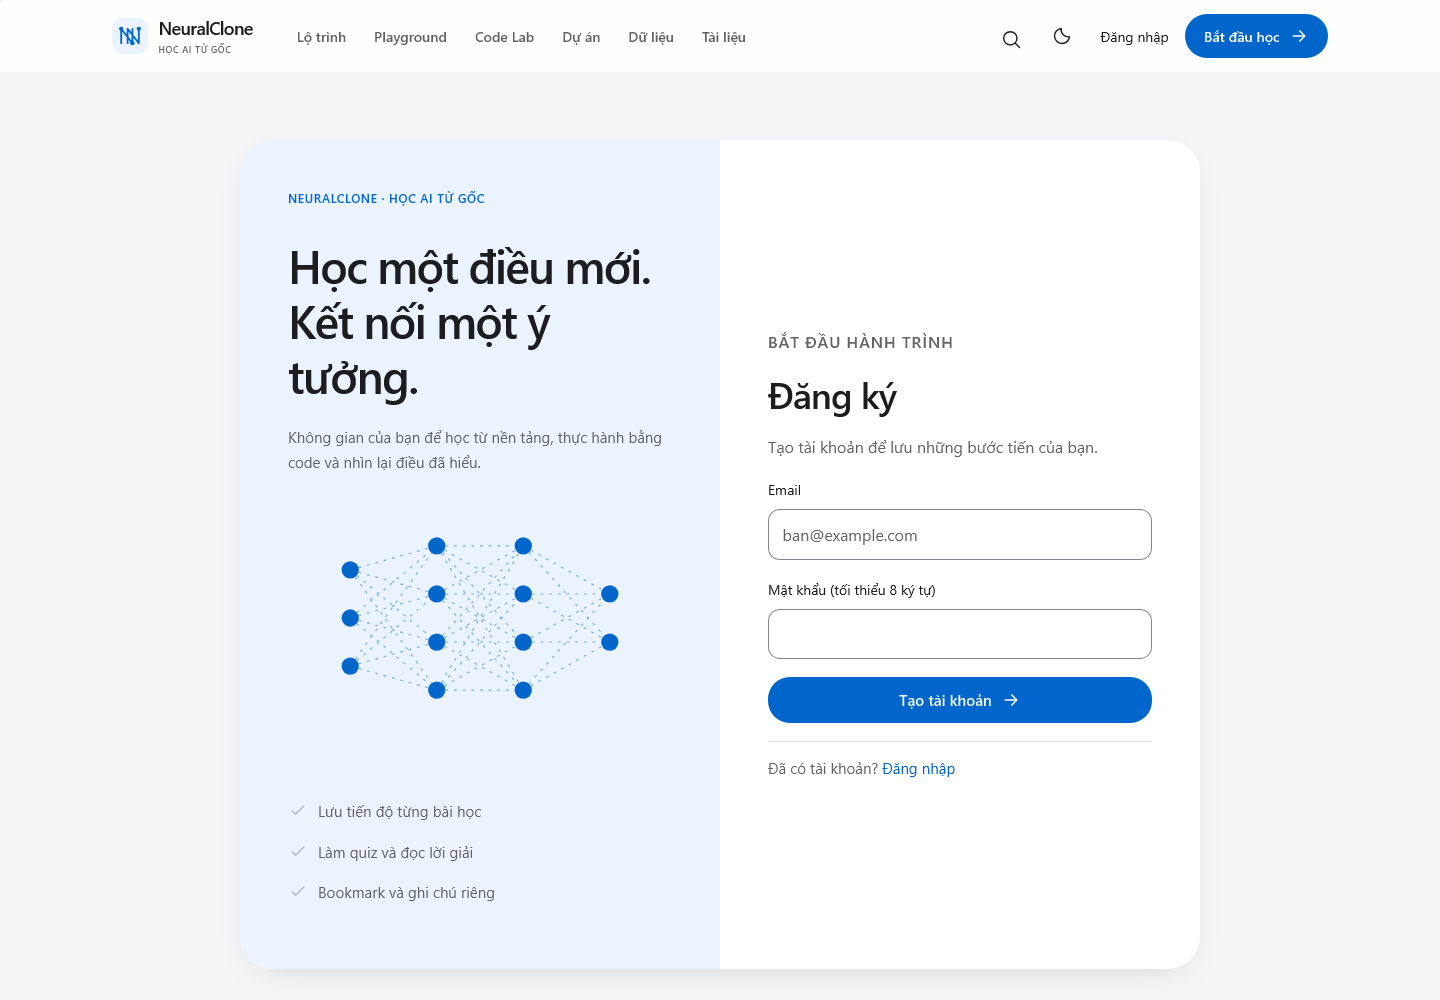 NeuralClone
HỌC AI TỪ GỐC
Lộ trình
Playground
Code Lab
Dự án
Dữ liệu
Tài liệu
Đăng nhập
Bắt đầu học
NEURALCLONE · HỌC AI TỪ GỐC
Học một điều mới.
Kết nối một ý
tưởng.
Không gian của bạn để học từ nền tảng, thực hành bằng
code và nhìn lại điều đã hiểu.
Lưu tiến độ từng bài học
Làm quiz và đọc lời giải
Bookmark và ghi chú riêng
BẮT ĐẦU HÀNH TRÌNH
Đăng ký
Tạo tài khoản để lưu những bước tiến của bạn.
Email
ban@example.com
Mật khẩu (tối thiểu 8 ký tự)
Tạo tài khoản
Đã có tài khoản? Đăng nhập